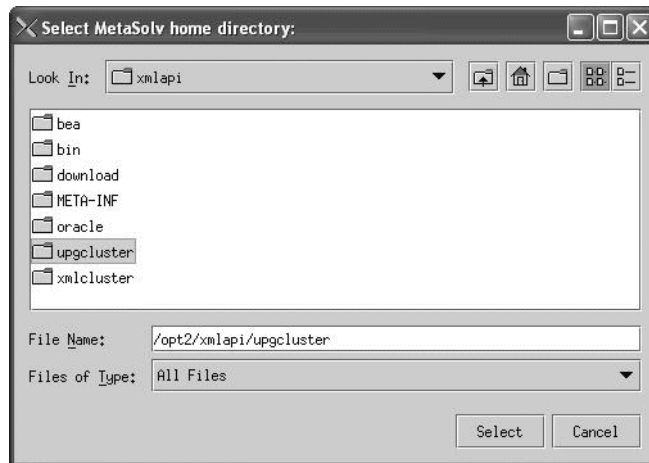 Select MetaSolv home directory:
Look In: xmlapi
bea
bin
download
META-INF
oracle
upgcluster
xmlcluster
File Name: /opt2/xmlapi/upgcluster
Files of Type: All Files
Select Cancel